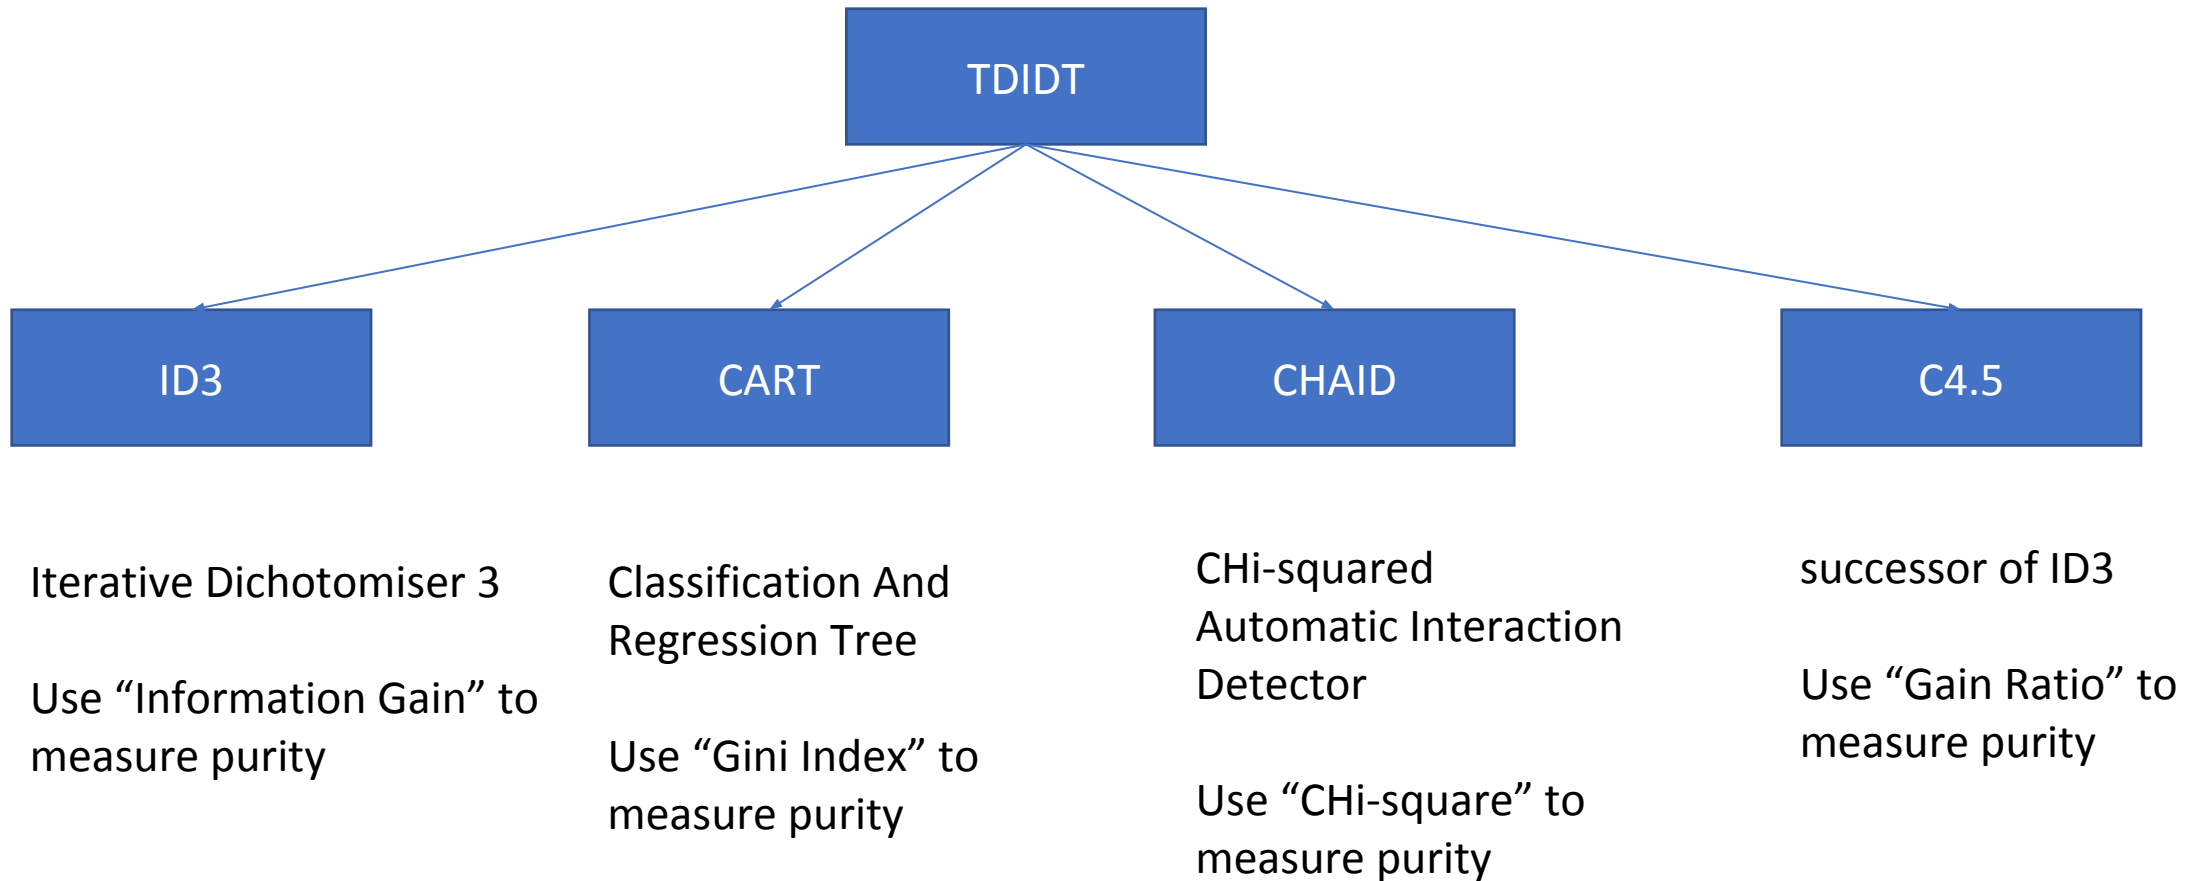 TDIDT
ID3
CART
CHAID
C4.5
Iterative Dichotomiser 3
Use “Information Gain” to
measure purity
Classification And
Regression Tree
Use “Gini Index” to
measure purity
CHi-squared
Automatic Interaction
Detector
Use “CHi-square” to
measure purity
successor of ID3
Use “Gain Ratio” to
measure purity